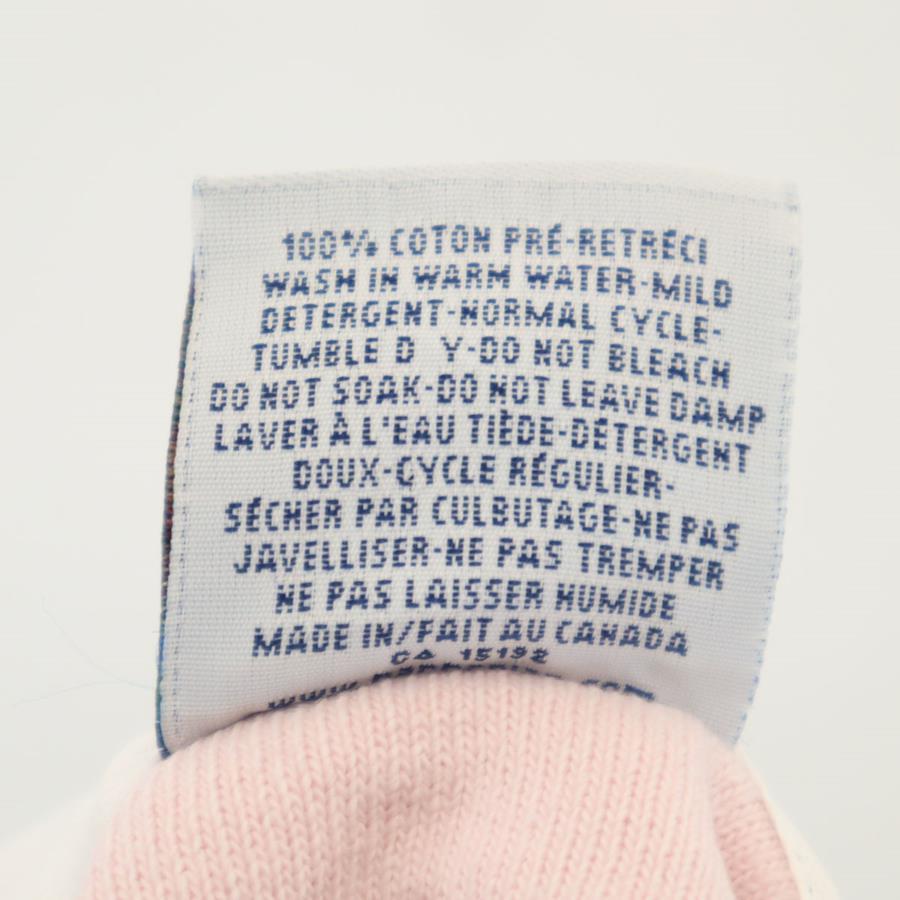 100% COTON PRÉ-RETRÉCI
WASH IN WARM WATER-MILD
DETERGENT-NORMAL CYCLE-
TUMBLE D Y-DO NOT BLEACH
DO NOT SOAK-DO NOT LEAVE DAMP
LAVER À L'EAU TIÈDE-DÉTERGENT
DOUX-CYCLE RÉGULIER-
SÉCHER PAR CULBUTAGE-NE PAS
JAVELLISER-NE PAS TREMPER
NE PAS LAISSER HUMIDE
MADE IN/FAIT AU CANADA
CA 15192